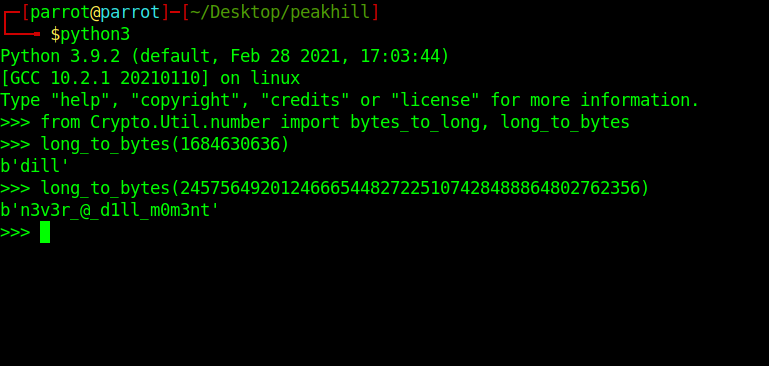 ┌─[parrot@parrot]─[~/Desktop/peakhill]
└──╼ $python3
Python 3.9.2 (default, Feb 28 2021, 17:03:44)
[GCC 10.2.1 20210110] on linux
Type "help", "copyright", "credits" or "license" for more information.
>>> from Crypto.Util.number import bytes_to_long, long_to_bytes
>>> long_to_bytes(1684630636)
b'dill'
>>> long_to_bytes(2457564920124666544827225107428488864802762356)
b'n3v3r_@_d1ll_m0m3nt'
>>>